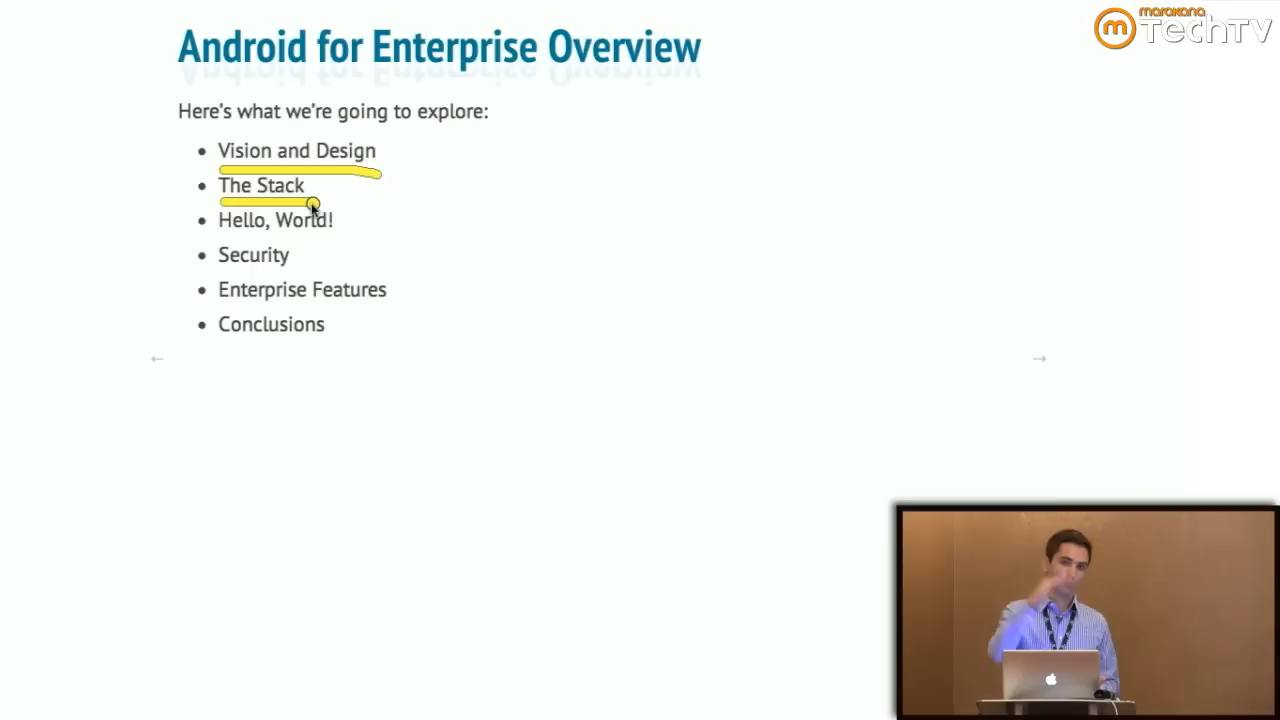 Android for Enterprise Overview
marakana
TechTV
Here's what we're going to explore:
• Vision and Design
• The Stack
• Hello, World!
• Security
• Enterprise Features
• Conclusions